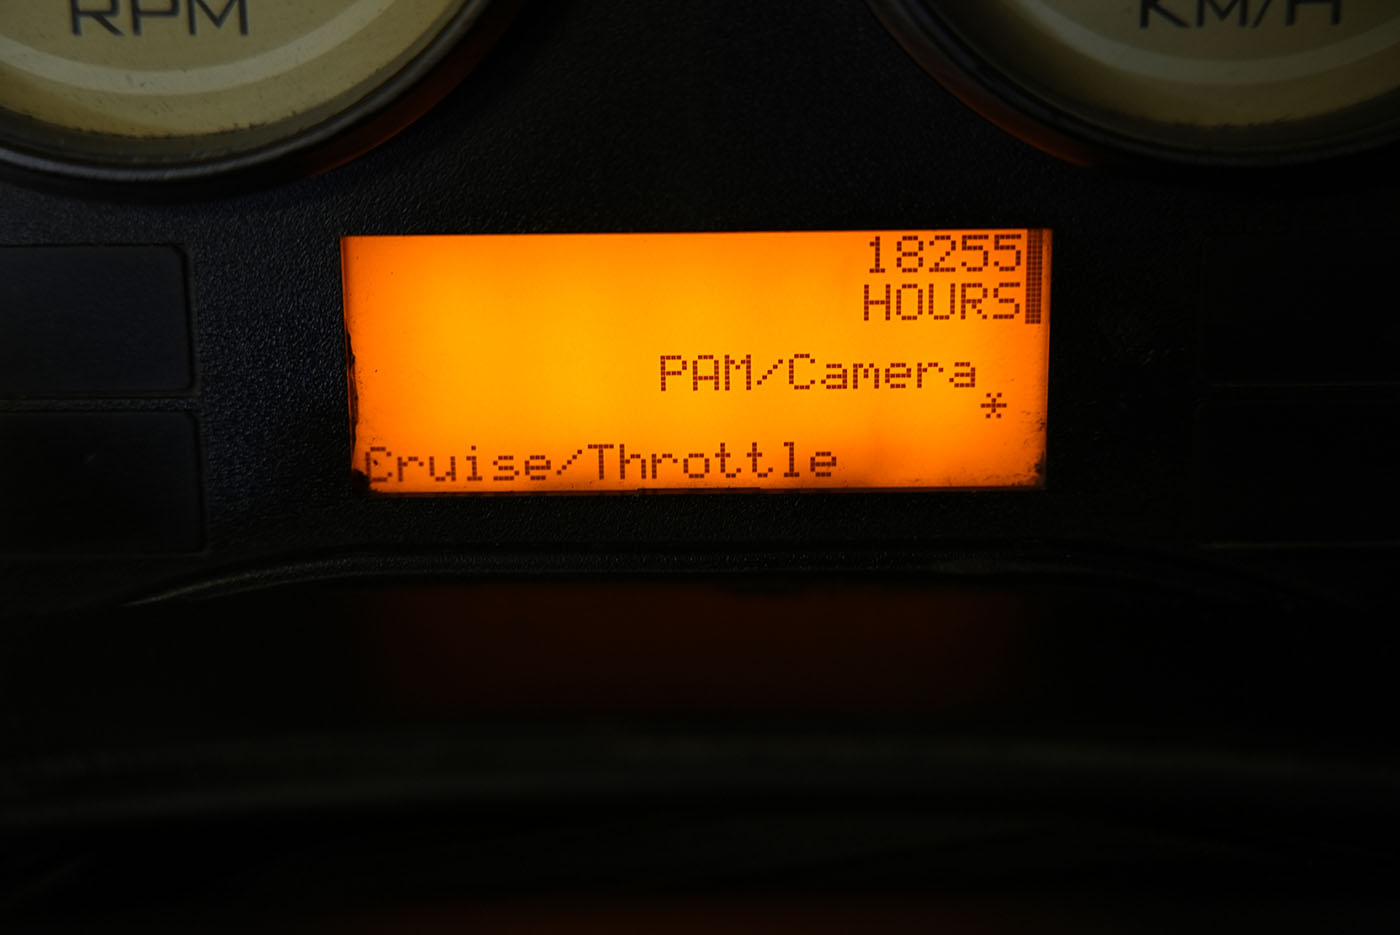 RPM
KM/H
18255
HOURS
PAM/Camera
*
Cruise/Throttle